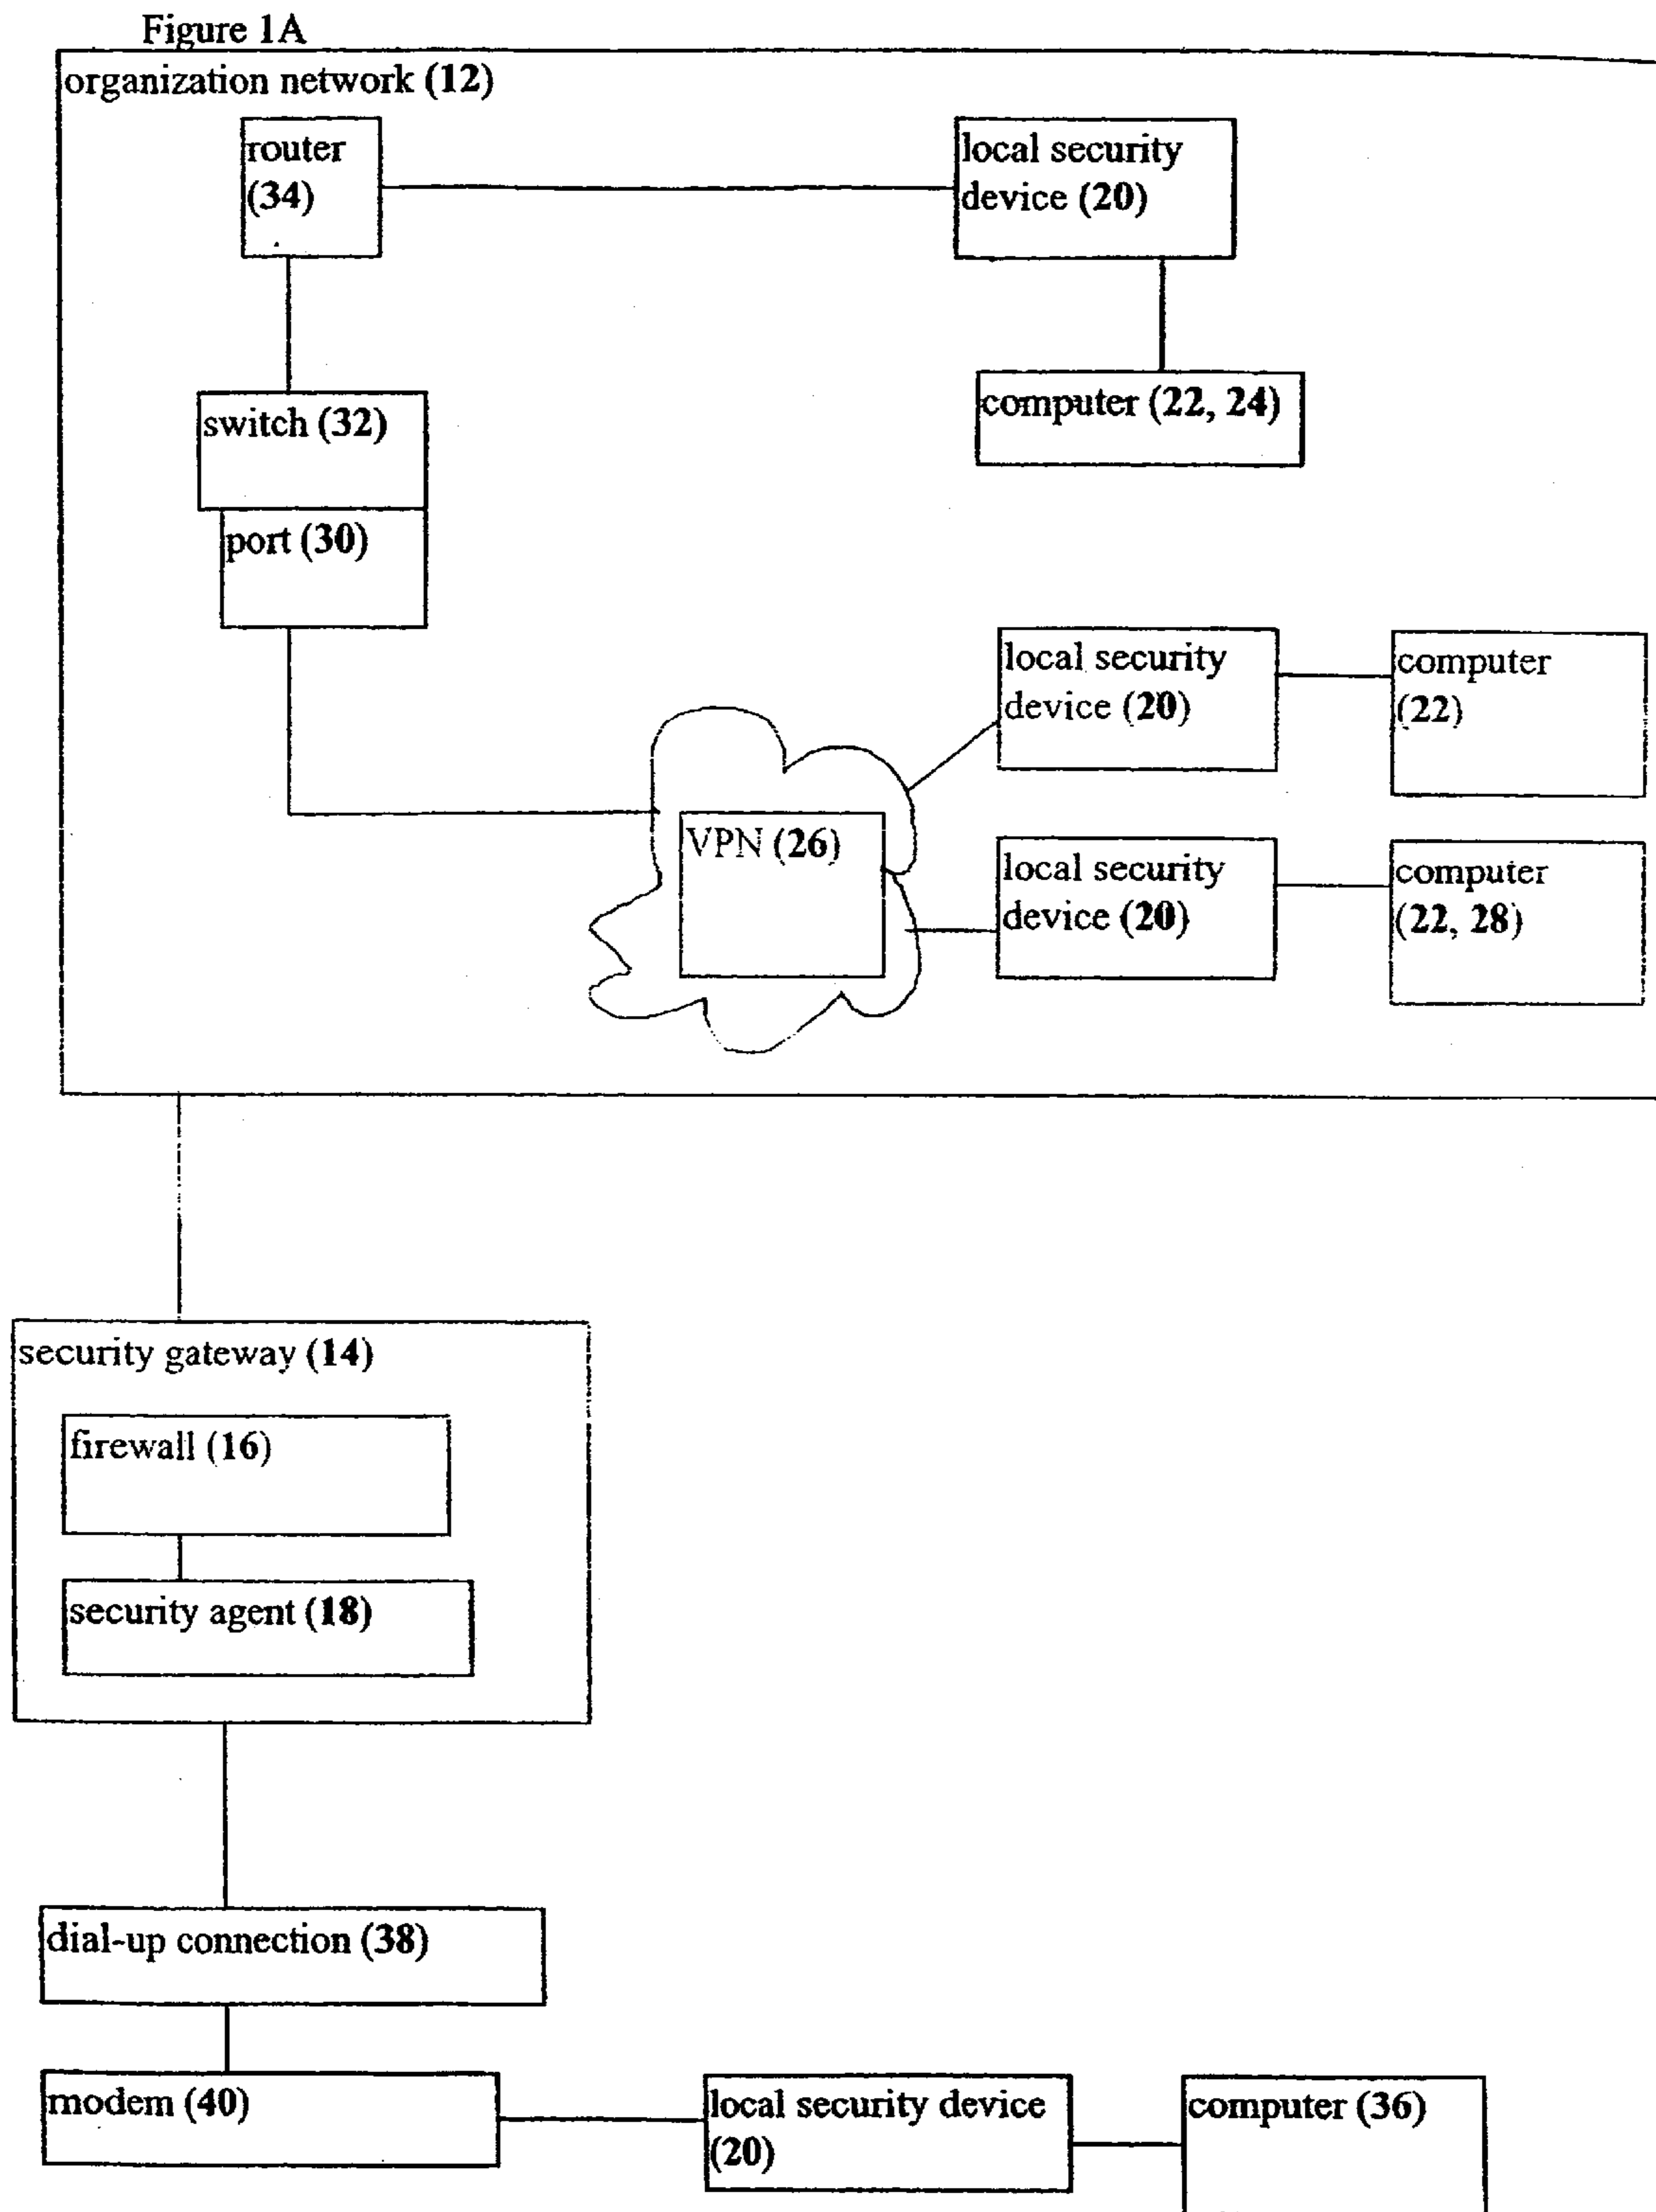 Figure 1A
organization network (12)
router
(34)
local security
device (20)
computer (22, 24)
switch (32)
port (30)
local security
device (20)
computer
(22)
VPN (26)
local security
device (20)
computer
(22, 28)
security gateway (14)
firewall (16)
security agent (18)
dial-up connection (38)
modem (40)
local security device
(20)
computer (36)